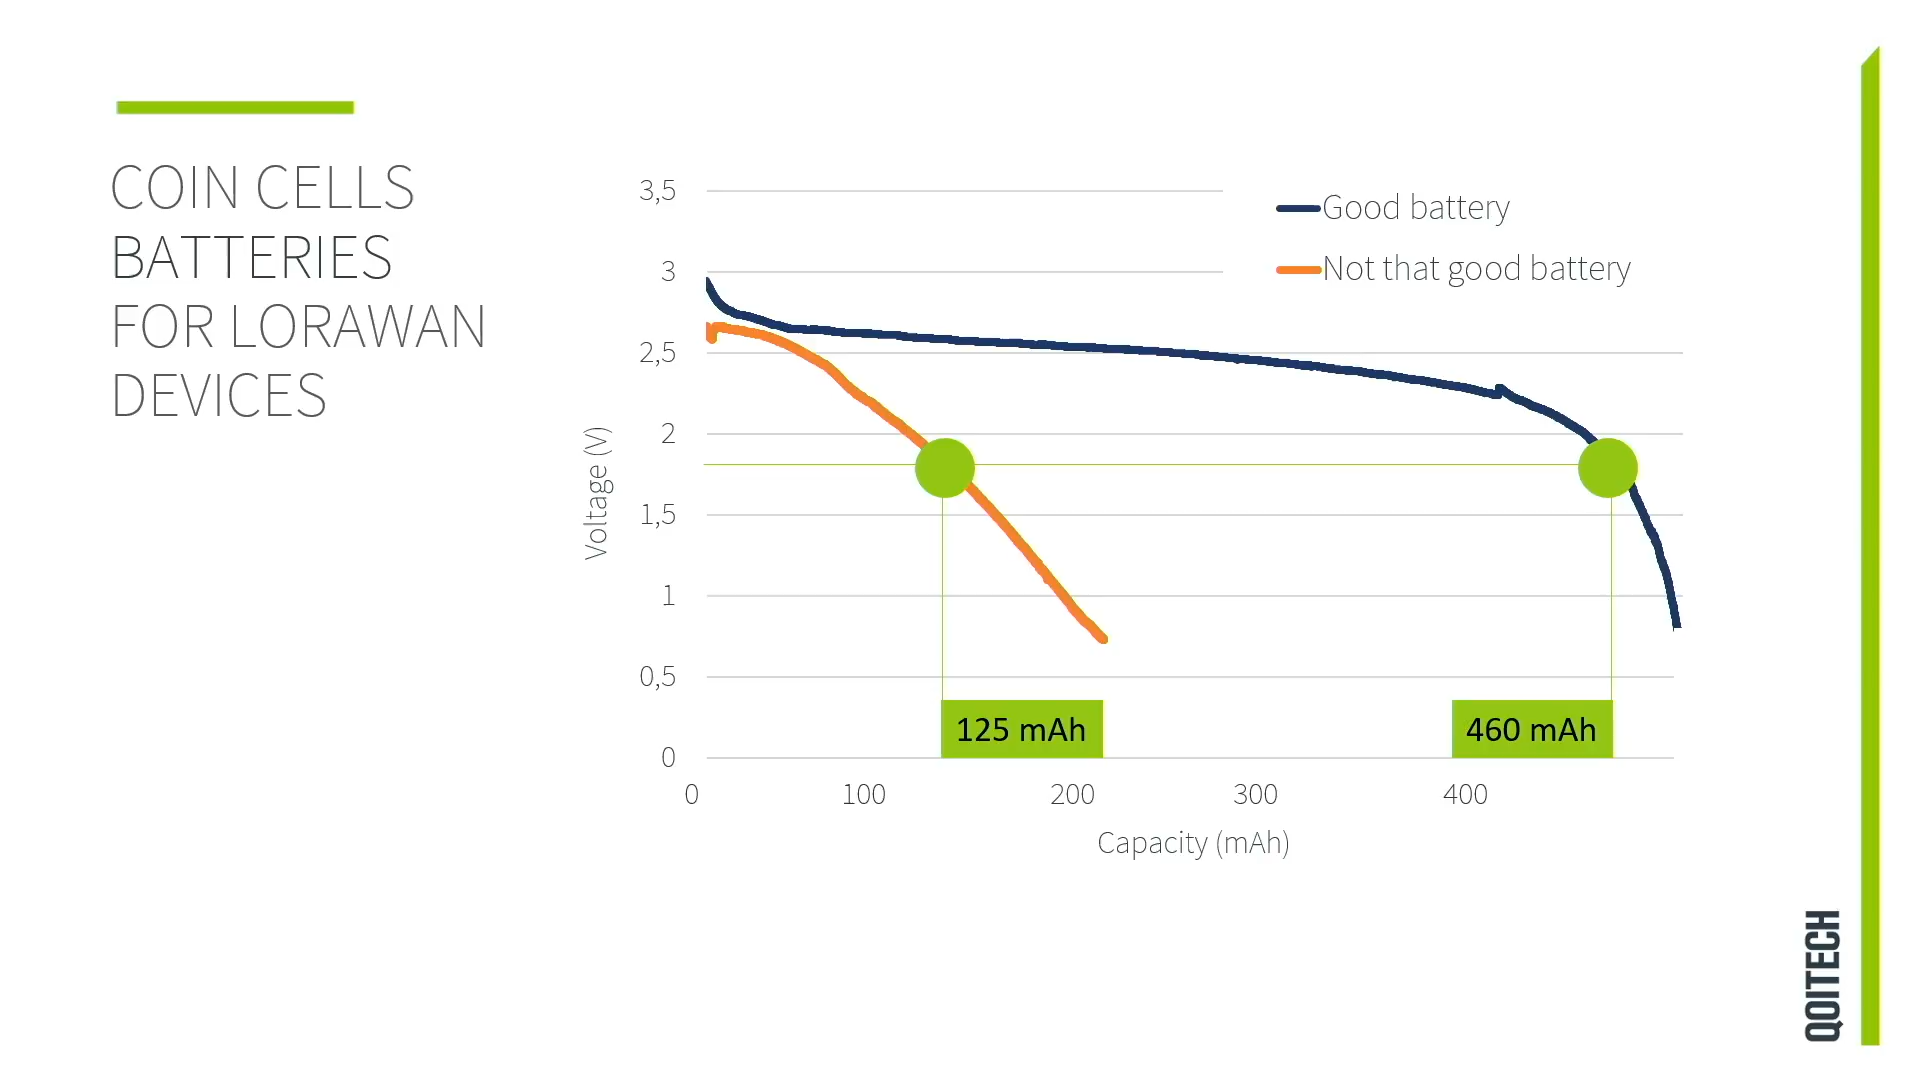 COIN CELLS
BATTERIES
FOR LORAWAN
DEVICES
3,5
3
2,5
2
1,5
1
0,5
0
Voltage (V)
Good battery
Not that good battery
125 mAh
460 mAh
0 100 200 300 400
Capacity (mAh)
QOITECH